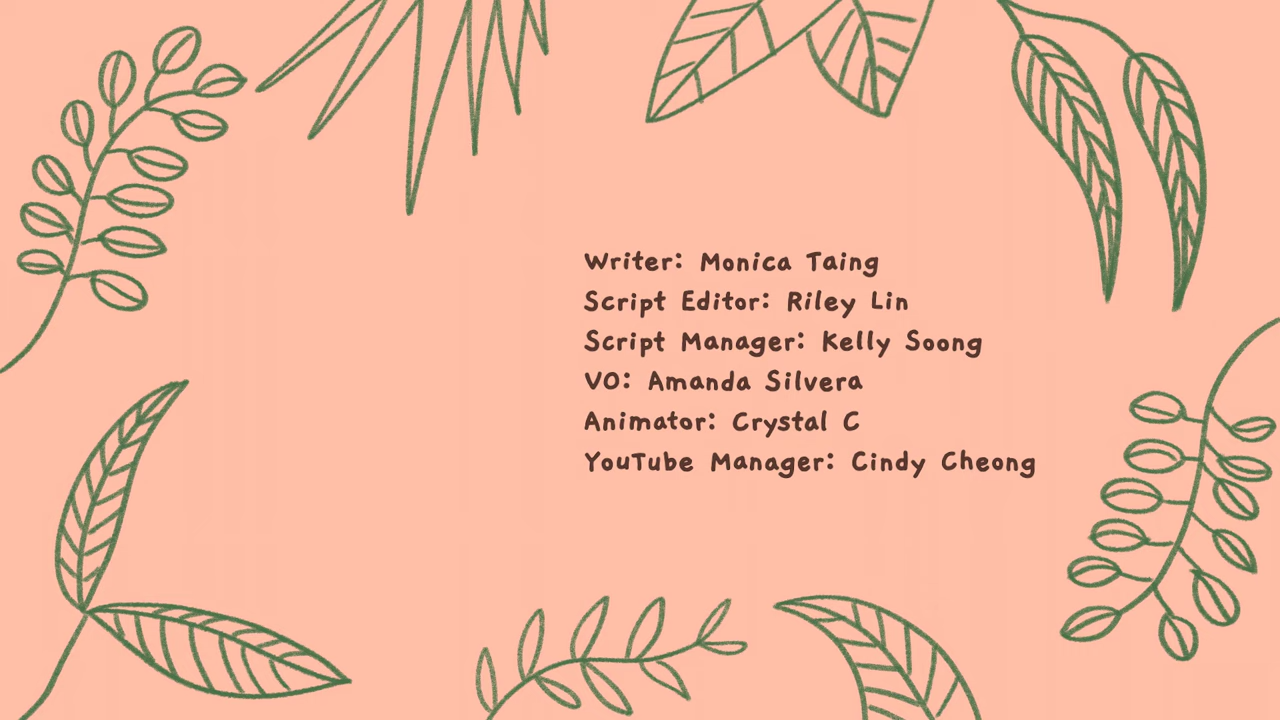 Writer: Monica Taing
Script Editor: Riley Lin
Script Manager: Kelly Soong
VO: Amanda Silvera
Animator: Crystal C
YouTube Manager: Cindy Cheong